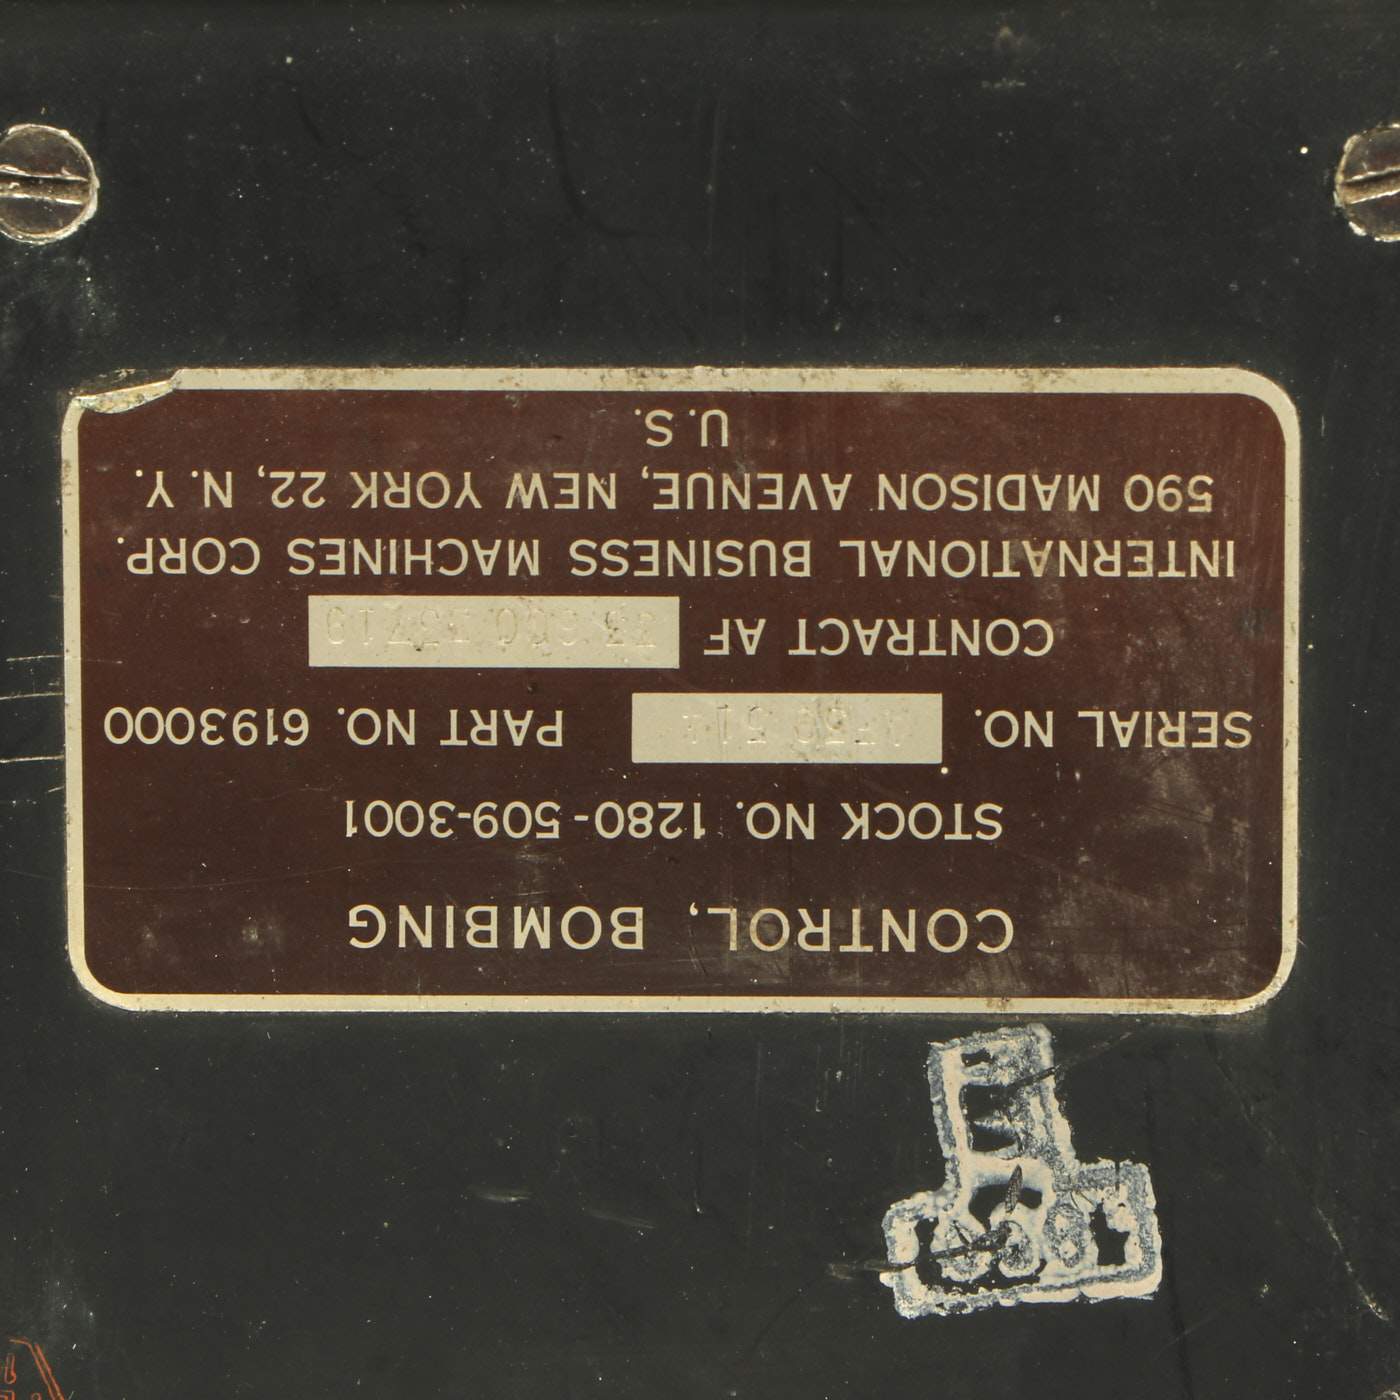 CONTROL, BOMBING
STOCK NO. 1280-509-3001
SERIAL NO. PART NO. 6193000
CONTRACT AF
INTERNATIONAL BUSINESS MACHINES CORP.
590 MADISON AVENUE, NEW YORK 22, N.Y.
U.S.